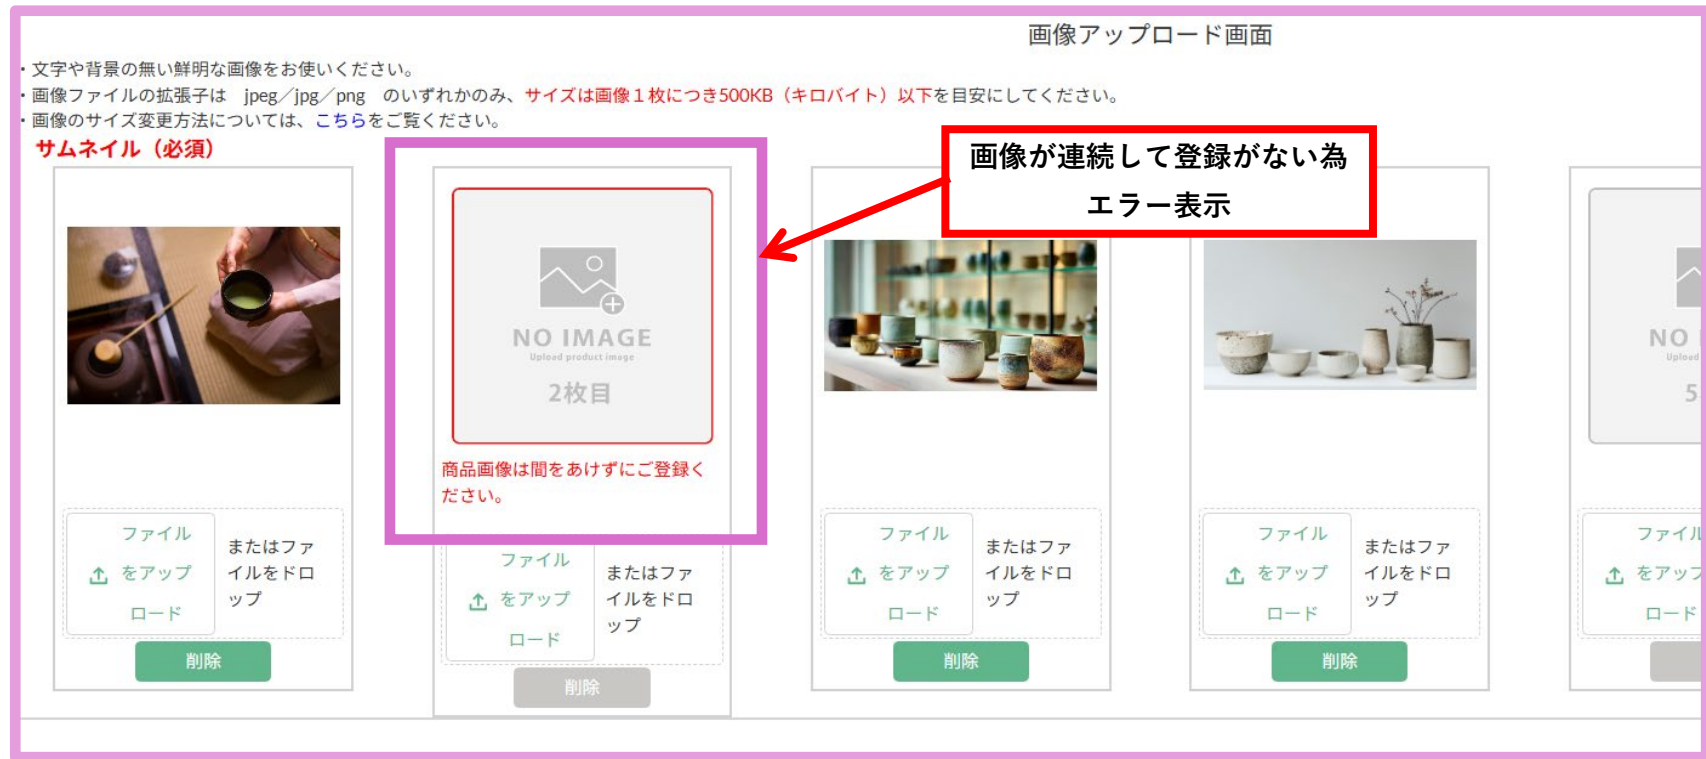 画像アップロード画面
・文字や背景の無い鮮明な画像をお使いください。
・画像ファイルの拡張子は　jpeg／jpg／png　のいずれかのみ、サイズは画像１枚につき500KB（キロバイト）以下を目安にしてください。
・画像のサイズ変更方法については、こちらをご覧ください。
サムネイル（必須）
画像が連続して登録がない為
エラー表示
NO IMAGE
Upload product image
2枚目
商品画像は間をあけずにご登録く
ださい。
NO
Upload
5
ファイル
をアップ
ロード
またはファ
イルをドロ
ップ
削除
ファイル
をアップ
ロード
またはファ
イルをドロ
ップ
削除
ファイル
をアップ
ロード
またはファ
イルをドロ
ップ
削除
ファイル
をアップ
ロード
またはファ
イルをドロ
ップ
削除
ファイル
をアップ
ロード